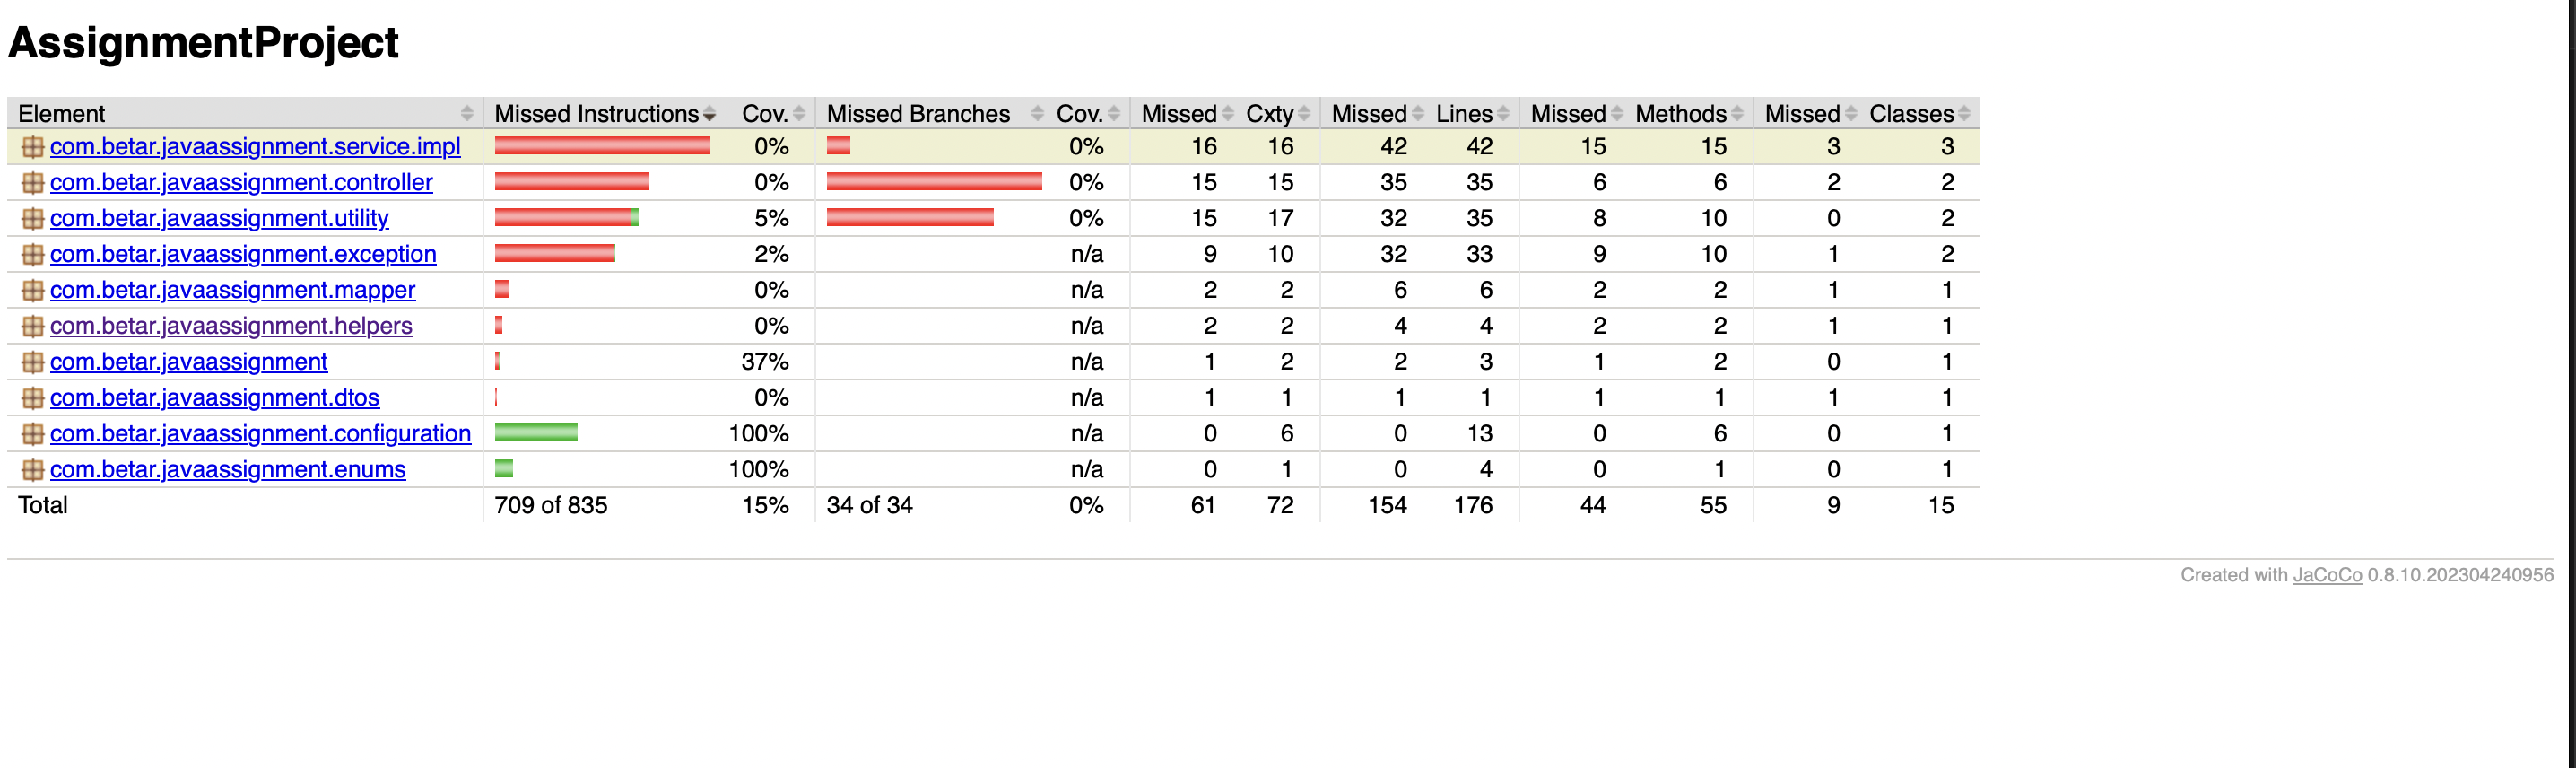 AssignmentProject
Element Missed Instructions Cov. Missed Branches Cov. Missed Cxty Missed Lines Missed Methods Missed Classes
com.betar.javaassignment.service.impl 0% 0% 16 16 42 42 15 15 3 3
com.betar.javaassignment.controller 0% 0% 15 15 35 35 6 6 2 2
com.betar.javaassignment.utility 5% 0% 15 17 32 35 8 10 0 2
com.betar.javaassignment.exception 2% n/a 9 10 32 33 9 10 1 2
com.betar.javaassignment.mapper 0% n/a 2 2 6 6 2 2 1 1
com.betar.javaassignment.helpers 0% n/a 2 2 4 4 2 2 1 1
com.betar.javaassignment 37% n/a 1 2 2 3 1 2 0 1
com.betar.javaassignment.dtos 0% n/a 1 1 1 1 1 1 1 1
com.betar.javaassignment.configuration 100% n/a 0 6 0 13 0 6 0 1
com.betar.javaassignment.enums 100% n/a 0 1 0 4 0 1 0 1
Total 709 of 835 15% 34 of 34 0% 61 72 154 176 44 55 9 15
Created with JaCoCo 0.8.10.202304240956